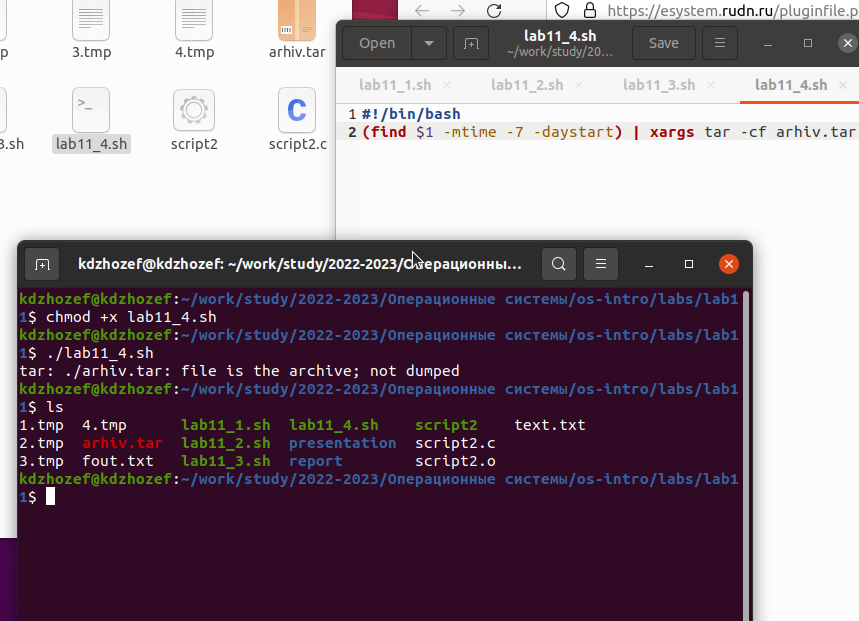 3.tmp
4.tmp
arhiv.tar
3.sh
lab11_4.sh
script2
script2.c
https://esystem.rudn.ru/pluginfile.p
Open
lab11_4.sh
~/work/study/20...
Save
lab11_1.sh
lab11_2.sh
lab11_3.sh
lab11_4.sh
1 #!/bin/bash
2 (find $1 -mtime -7 -daystart) | xargs tar -cf arhiv.tar
kdzhozef@kdzhozef: ~/work/study/2022-2023/Операционны...
kdzhozef@kdzhozef:~/work/study/2022-2023/Операционные системы/os-intro/labs/lab1
1$ chmod +x lab11_4.sh
kdzhozef@kdzhozef:~/work/study/2022-2023/Операционные системы/os-intro/labs/lab1
1$ ./lab11_4.sh
tar: ./arhiv.tar: file is the archive; not dumped
kdzhozef@kdzhozef:~/work/study/2022-2023/Операционные системы/os-intro/labs/lab1
1$ ls
1.tmp 4.tmp lab11_1.sh lab11_4.sh script2 text.txt
2.tmp arhiv.tar lab11_2.sh presentation script2.c
3.tmp fout.txt lab11_3.sh report script2.o
kdzhozef@kdzhozef:~/work/study/2022-2023/Операционные системы/os-intro/labs/lab1
1$